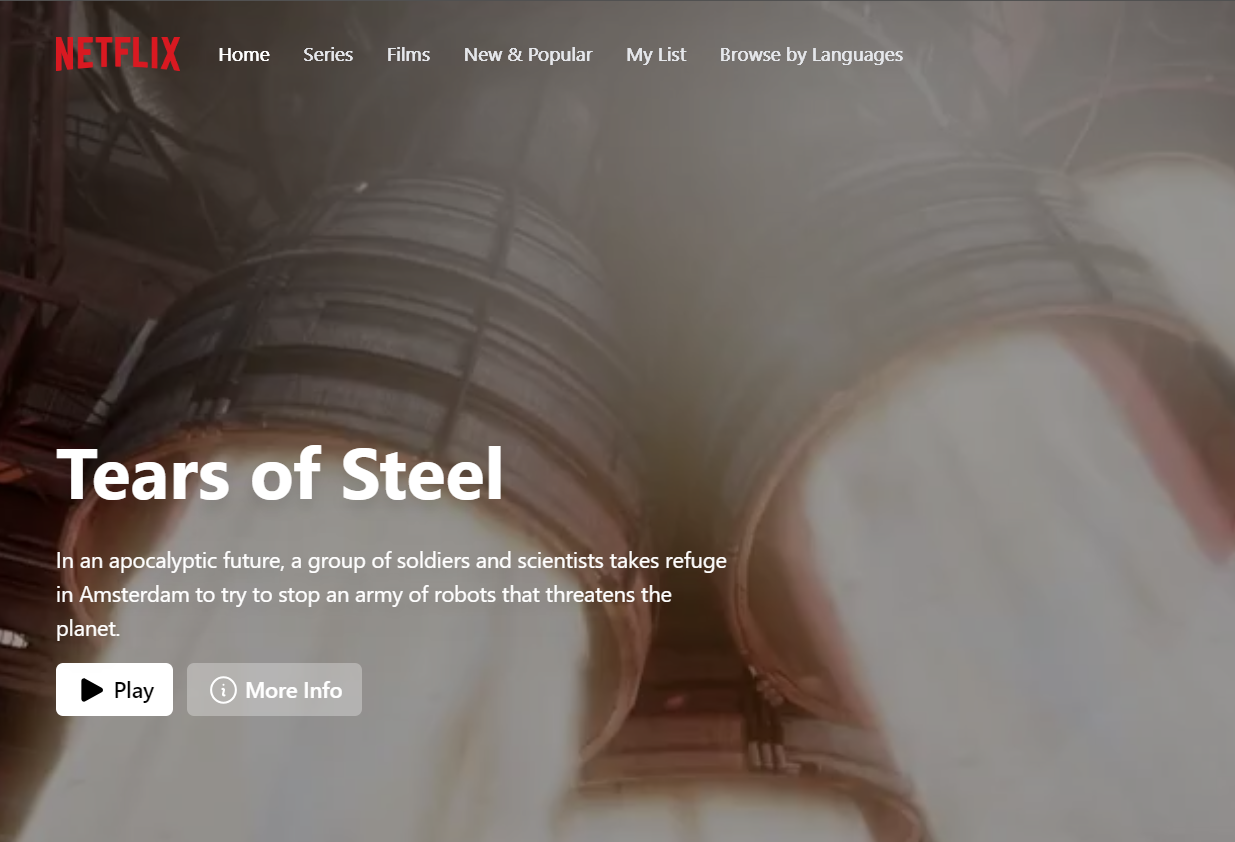 NETFLIX Home Series Films New & Popular My List Browse by Languages
Tears of Steel
In an apocalyptic future, a group of soldiers and scientists takes refuge
in Amsterdam to try to stop an army of robots that threatens the
planet.
Play More Info